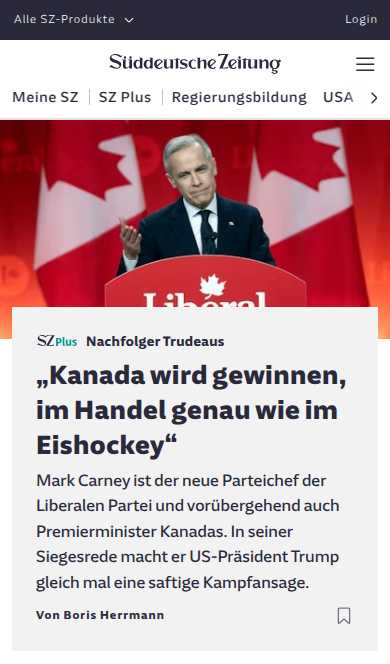 Alle SZ-Produkte
Login
Süddeutsche Zeitung
Meine SZ
SZ Plus
Regierungsbildung
USA
Liberal
SZ Plus Nachfolger Trudeaus
„Kanada wird gewinnen,
im Handel genau wie im
Eishockey“
Mark Carney ist der neue Parteichef der
Liberalen Partei und vorübergehend auch
Premierminister Kanadas. In seiner
Siegesrede macht er US-Präsident Trump
gleich mal eine saftige Kampfansage.
Von Boris Herrmann